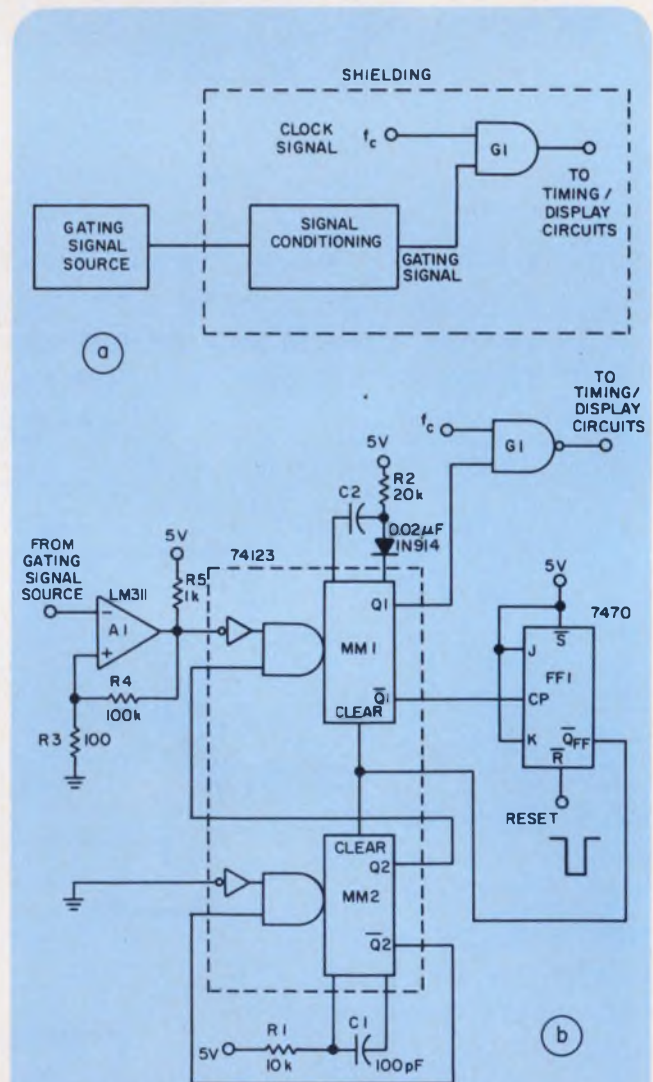 SHIELDING
CLOCK
SIGNAL
f_c
G1
TO
TIMING/
DISPLAY
CIRCUITS
GATING
SIGNAL
SOURCE
SIGNAL
CONDITIONING
GATING
SIGNAL
a
TO
TIMING/
DISPLAY
CIRCUITS
f_c
G1
5V
R2
20k
C2
0.02μF
IN914
FROM
GATING
SIGNAL
SOURCE
5V
R5
1k
LM311
A1
-
+
R4
100k
R3
100
74123
MM1
Q1
Q̅1
CLEAR
7470
5V
S̅
J
FF1
CP
K
Q̅FF
R̅
RESET
CLEAR
Q2
MM2
Q̅2
R1
5V
10k
C1
100pF
b